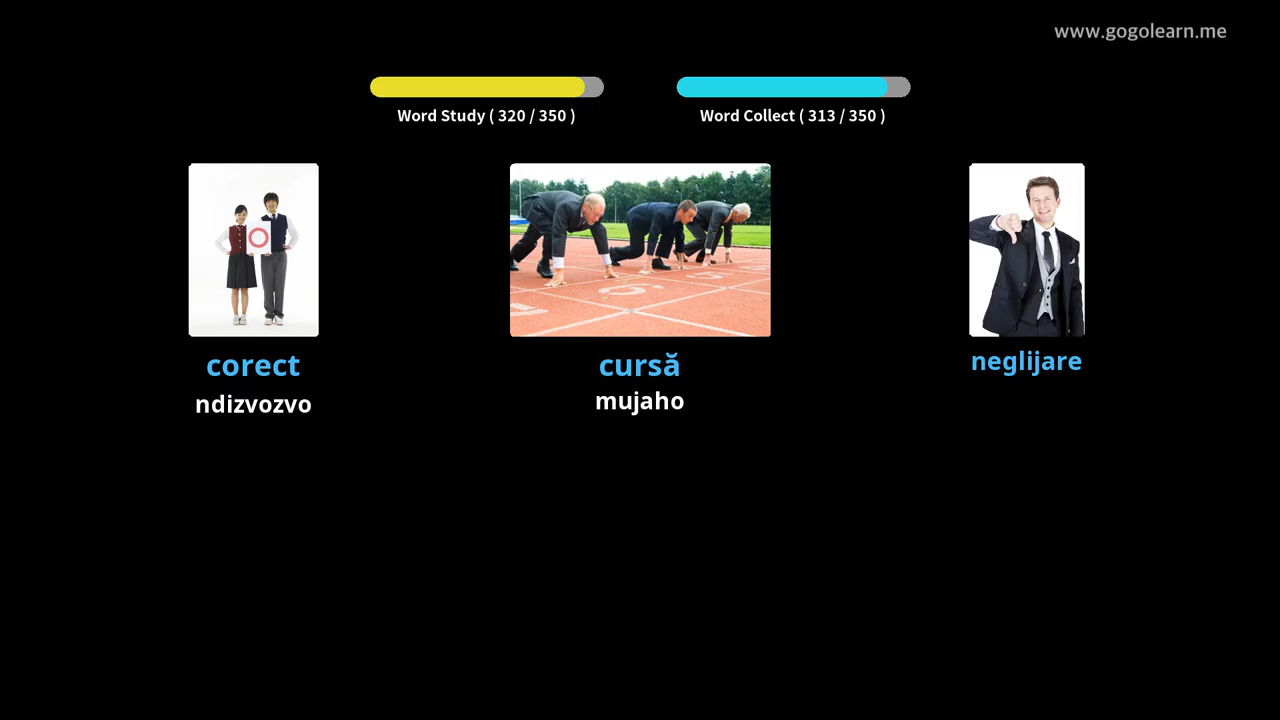 www.gogolearn.me
Word Study ( 320 / 350 )
Word Collect ( 313 / 350 )
corect
ndizvozvo
cursă
mujaho
neglijare